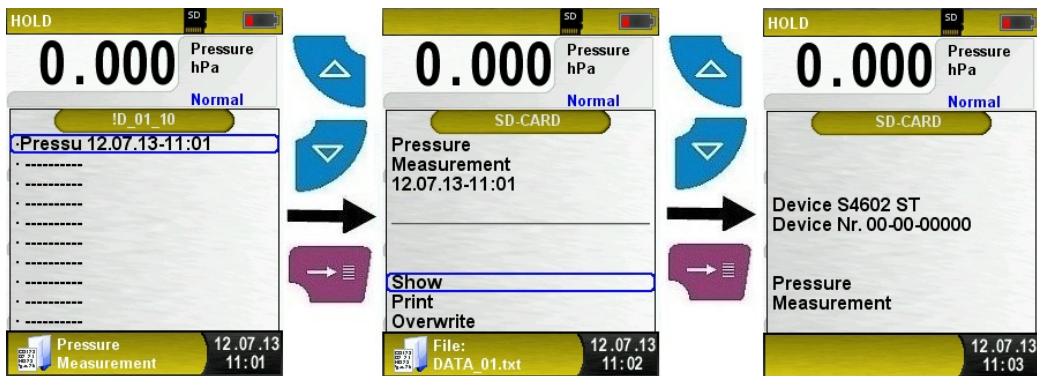 HOLD
SD
0.000
Pressure
hPa
Normal
!D_01_10
·Pressu 12.07.13-11:01
· ----------
· ----------
· ----------
· ----------
· ----------
· ----------
· ----------
· ----------
· ----------
Pressure
Measurement
12.07.13
11:01
SD
0.000
Pressure
hPa
Normal
SD-CARD
Pressure
Measurement
12.07.13-11:01
Show
Print
Overwrite
File:
DATA_01.txt
12.07.13
11:02
HOLD
SD
0.000
Pressure
hPa
Normal
SD-CARD
Device S4602 ST
Device Nr. 00-00-00000
Pressure
Measurement
12.07.13
11:03